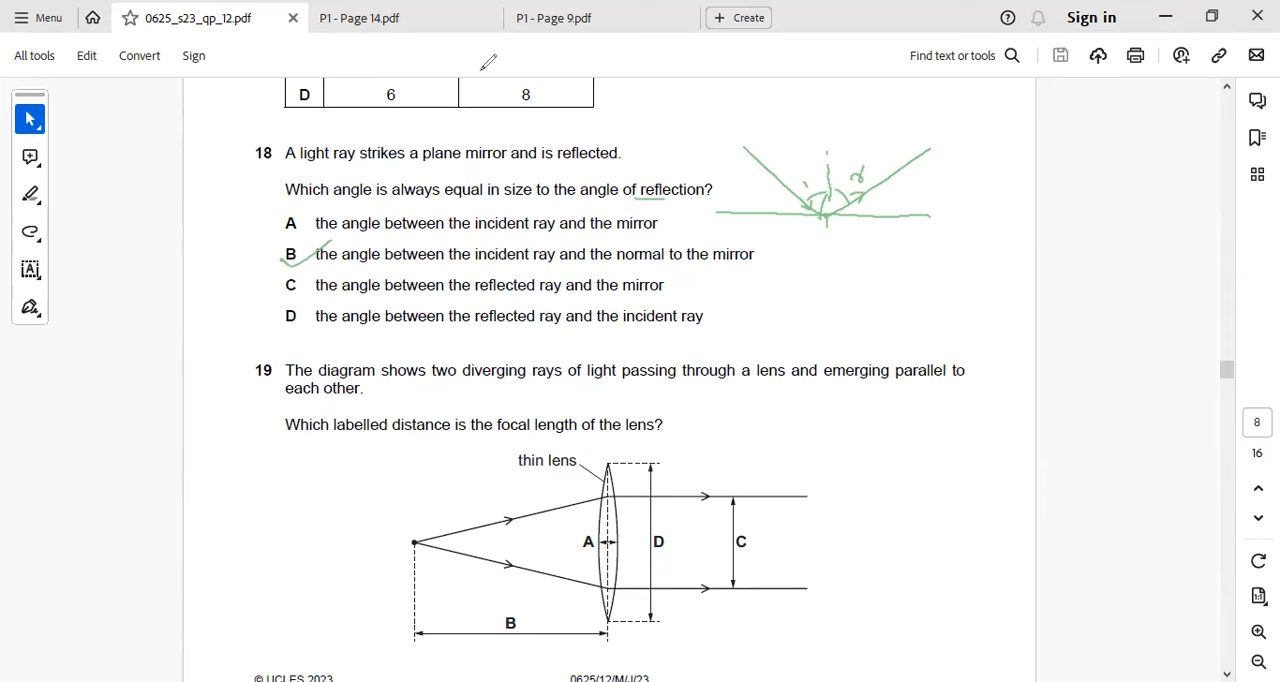 Menu
0625_s23_qp_12.pdf
P1 - Page 14.pdf
P1 - Page 9.pdf
Create
Sign in
All tools Edit Convert Sign
Find text or tools
D 6 8
18 A light ray strikes a plane mirror and is reflected.
Which angle is always equal in size to the angle of reflection?
A the angle between the incident ray and the mirror
B the angle between the incident ray and the normal to the mirror
C the angle between the reflected ray and the mirror
D the angle between the reflected ray and the incident ray
i r
19 The diagram shows two diverging rays of light passing through a lens and emerging parallel to
each other.
Which labelled distance is the focal length of the lens?
thin lens
A D C
B
8
16
© UCLES 2023 0625/12/M/J/23